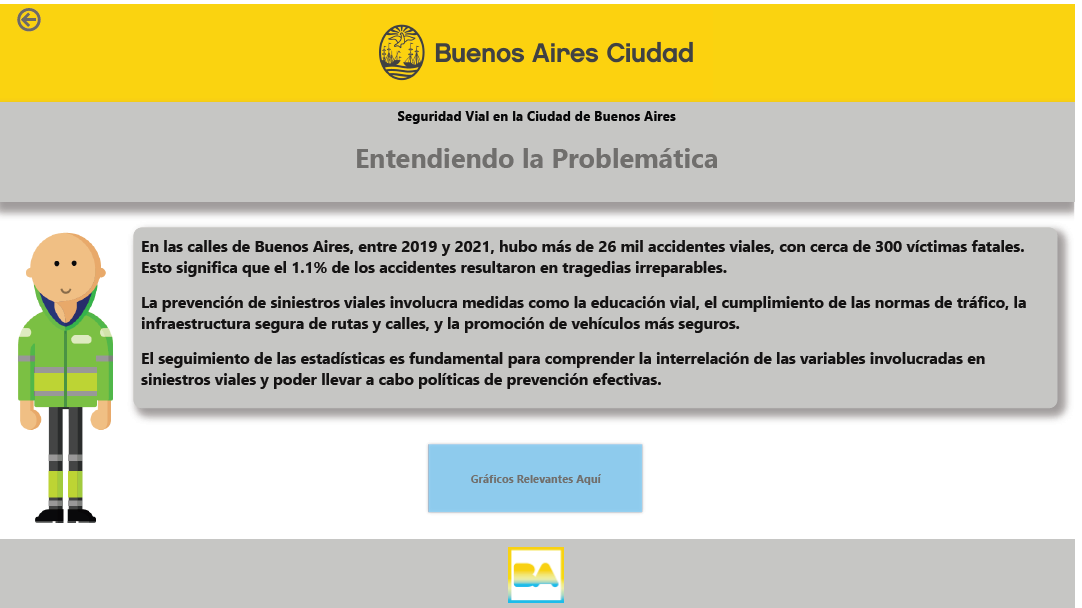 Buenos Aires Ciudad
Seguridad Vial en la Ciudad de Buenos Aires
Entendiendo la Problemática
En las calles de Buenos Aires, entre 2019 y 2021, hubo más de 26 mil accidentes viales, con cerca de 300 víctimas fatales.
Esto significa que el 1.1% de los accidentes resultaron en tragedias irreparables.
La prevención de siniestros viales involucra medidas como la educación vial, el cumplimiento de las normas de tráfico, la
infraestructura segura de rutas y calles, y la promoción de vehículos más seguros.
El seguimiento de las estadísticas es fundamental para comprender la interrelación de las variables involucradas en
siniestros viales y poder llevar a cabo políticas de prevención efectivas.
Gráficos Relevantes Aquí
BA